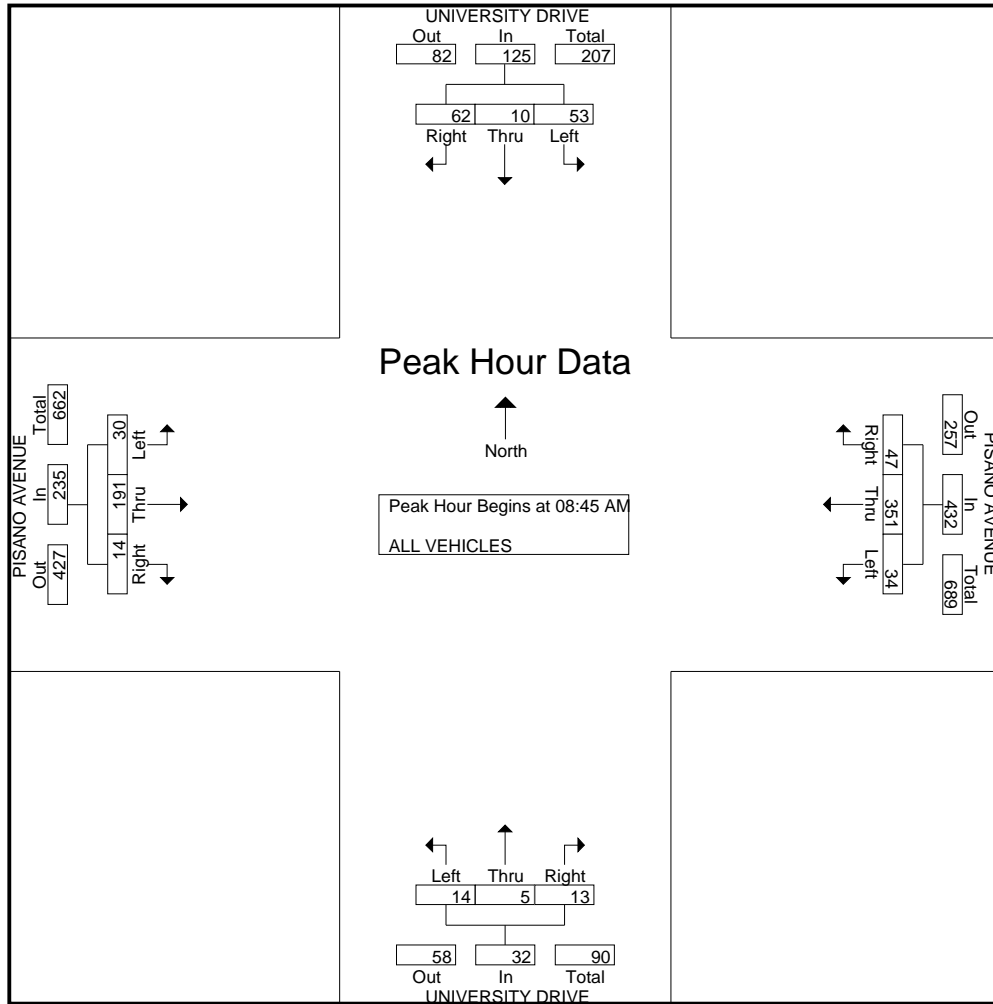 UNIVERSITY DRIVE
Out In Total
82 125 207
62 10 53
Right Thru Left
Peak Hour Data
North
Peak Hour Begins at 08:45 AM
ALL VEHICLES
PISANO AVENUE
Out In Total
427 235 662
Right Thru Left
14 191 30
PISANO AVENUE
Out In Total
257 432 689
47 351 34
Right Thru Left
Left Thru Right
14 5 13
58 32 90
Out In Total
UNIVERSITY DRIVE